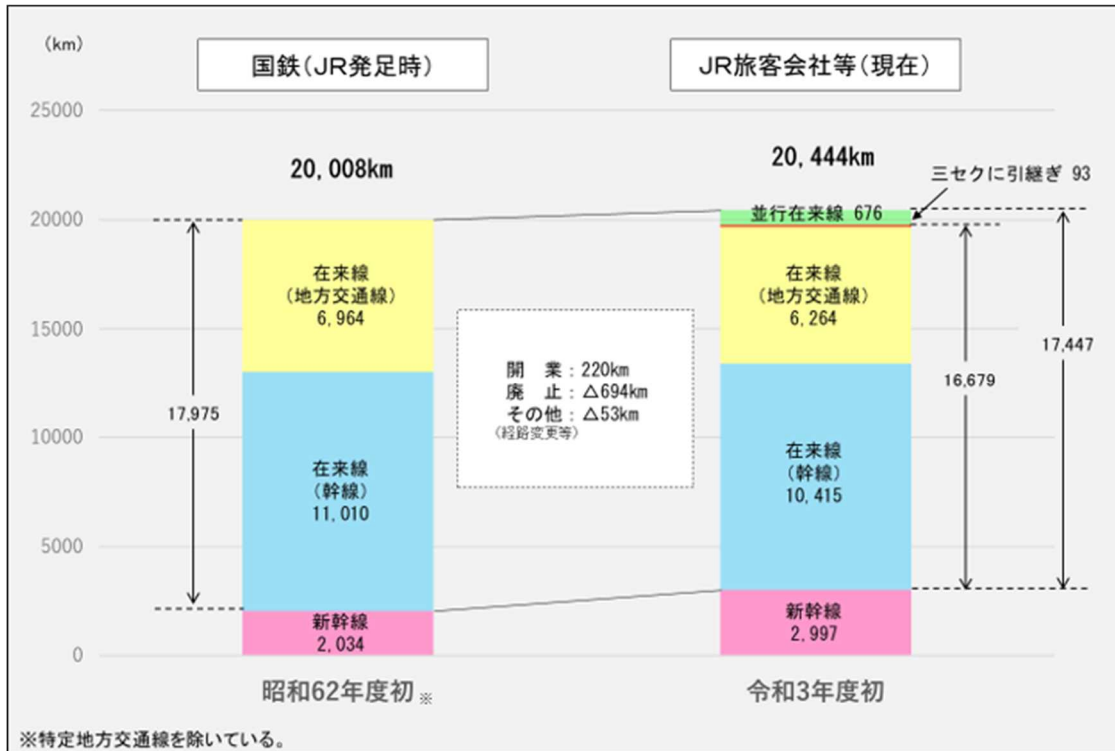 (km)
国鉄(JR発足時)
JR旅客会社等(現在)
25000
20,008km
20,444km
三セクに引継ぎ 93
20000
並行在来線 676
在来線
(地方交通線)
6,964
在来線
(地方交通線)
6,264
15000
17,447
開 業:220km
廃 止:△694km
その他:△53km
(経路変更等)
16,679
17,975
10000
在来線
(幹線)
11,010
在来線
(幹線)
10,415
5000
新幹線
2,034
新幹線
2,997
0
昭和62年度初※
令和3年度初
※特定地方交通線を除いている。